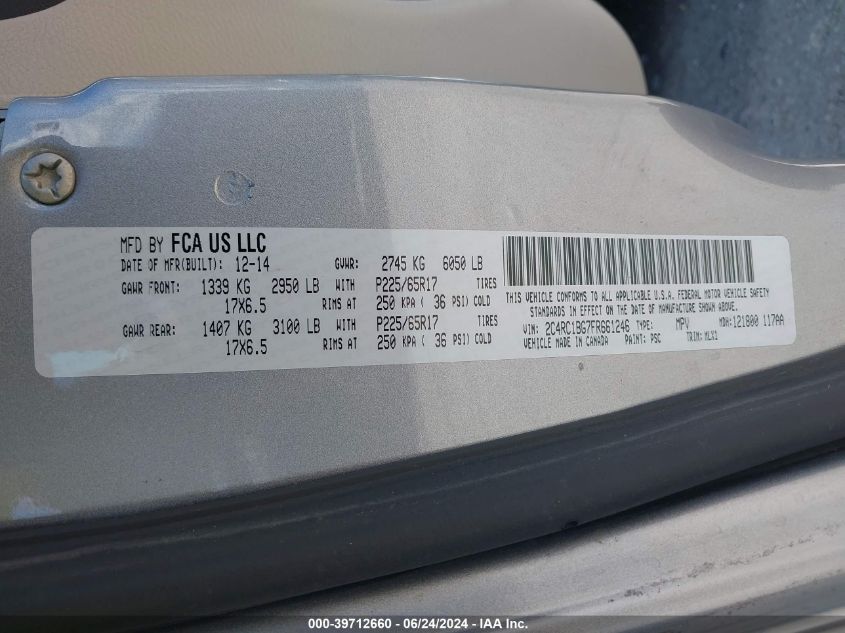 MFD BY FCA US LLC
DATE OF MFR(BUILT): 12-14 GVWR: 2745 KG 6050 LB
GAWR FRONT: 1339 KG 2950 LB WITH P225/65R17 TIRES
17X6.5 RIMS AT 250 KPA ( 36 PSI) COLD
GAWR REAR: 1407 KG 3100 LB WITH P225/65R17 TIRES
17X6.5 RIMS AT 250 KPA ( 36 PSI) COLD
THIS VEHICLE CONFORMS TO ALL APPLICABLE U.S.A. FEDERAL MOTOR VEHICLE SAFETY
STANDARDS IN EFFECT ON THE DATE OF MANUFACTURE SHOWN ABOVE.
VIN: 2C4RC1BG7FR661246 TYPE: MPV MDH: 121800 117AA
VEHICLE MADE IN CANADA PAINT: PSC TRIM:
000-39712660 - 06/24/2024 - IAA Inc.